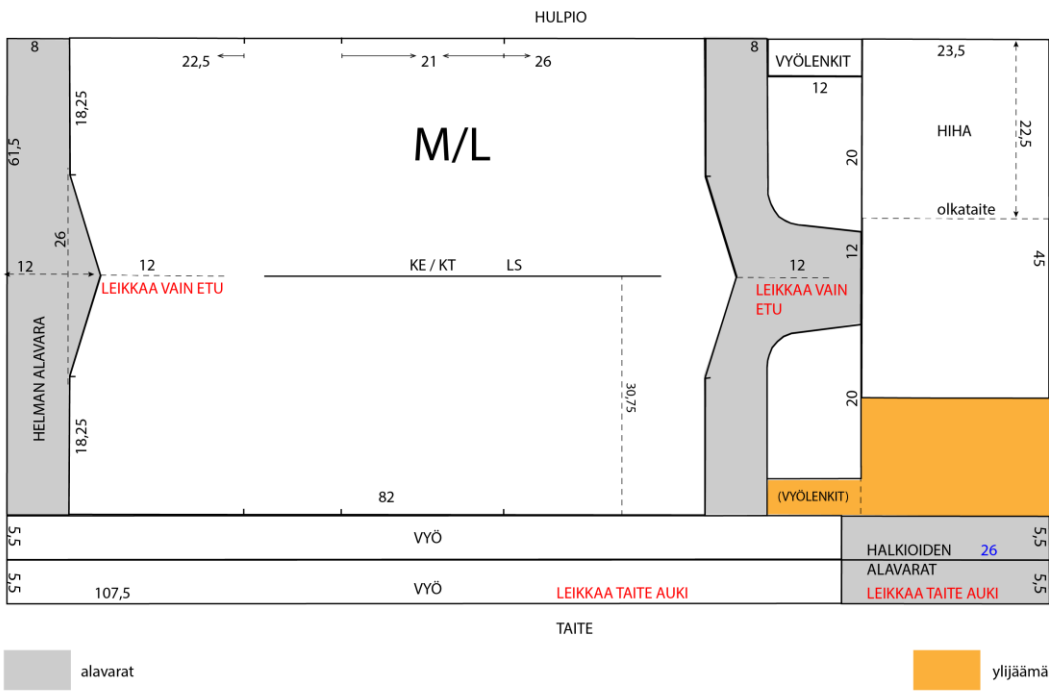 HULPIO
8
22,5
21
26
8
VYÖLENKIT
12
23,5
18,25
61,5
M/L
20
HIHA
22,5
olkataite
26
12
12
LEIKKAA VAIN ETU
KE / KT
LS
12
LEIKKAA VAIN
ETU
12
45
HELMAN ALAVARA
18,25
30,75
20
82
(VYÖLENKIT)
5,5
VYÖ
HALKIOIDEN 26
ALAVARAT
5,5
5,5
107,5
VYÖ
LEIKKAA TAITE AUKI
LEIKKAA TAITE AUKI
5,5
TAITE
alavarat
ylijäämä